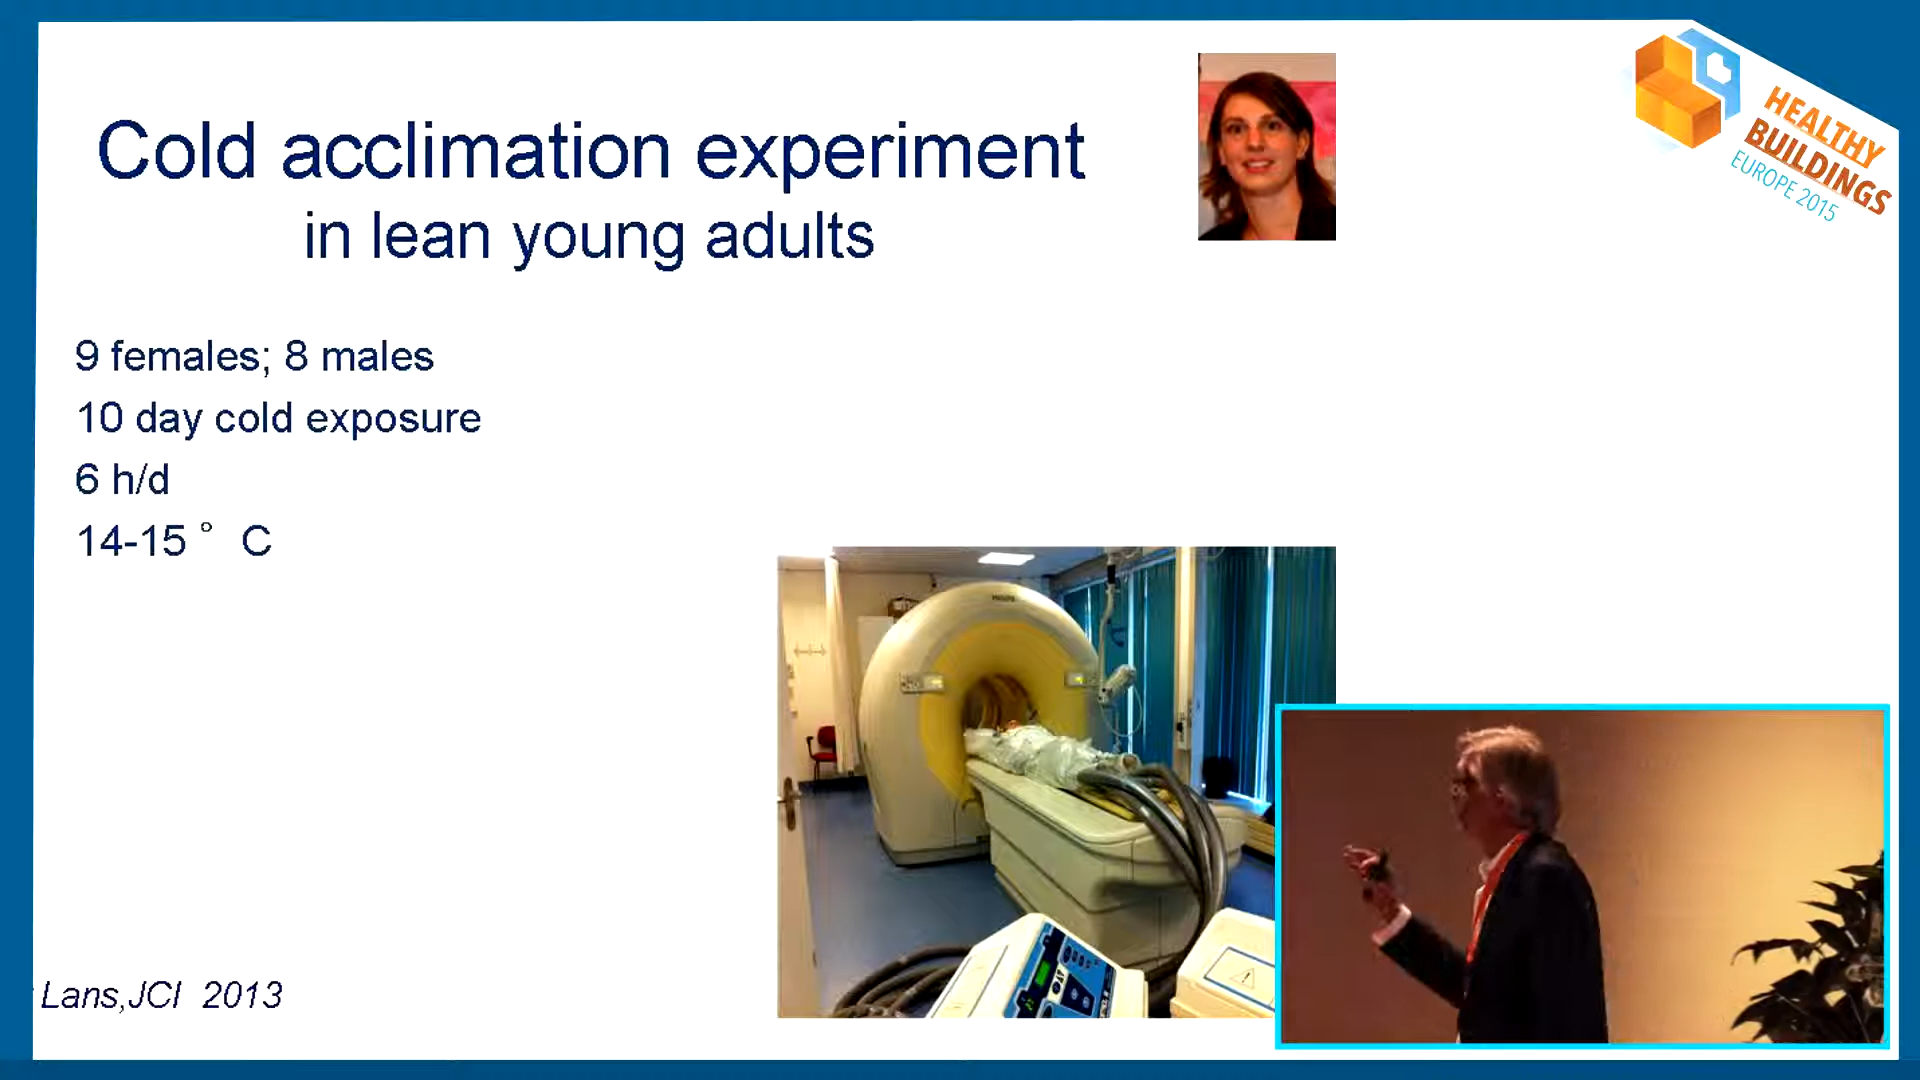 Cold acclimation experiment
in lean young adults
9 females; 8 males
10 day cold exposure
6 h/d
14-15 ° C
Lans,JCI 2013
HEALTHY
BUILDINGS
EUROPE 2015